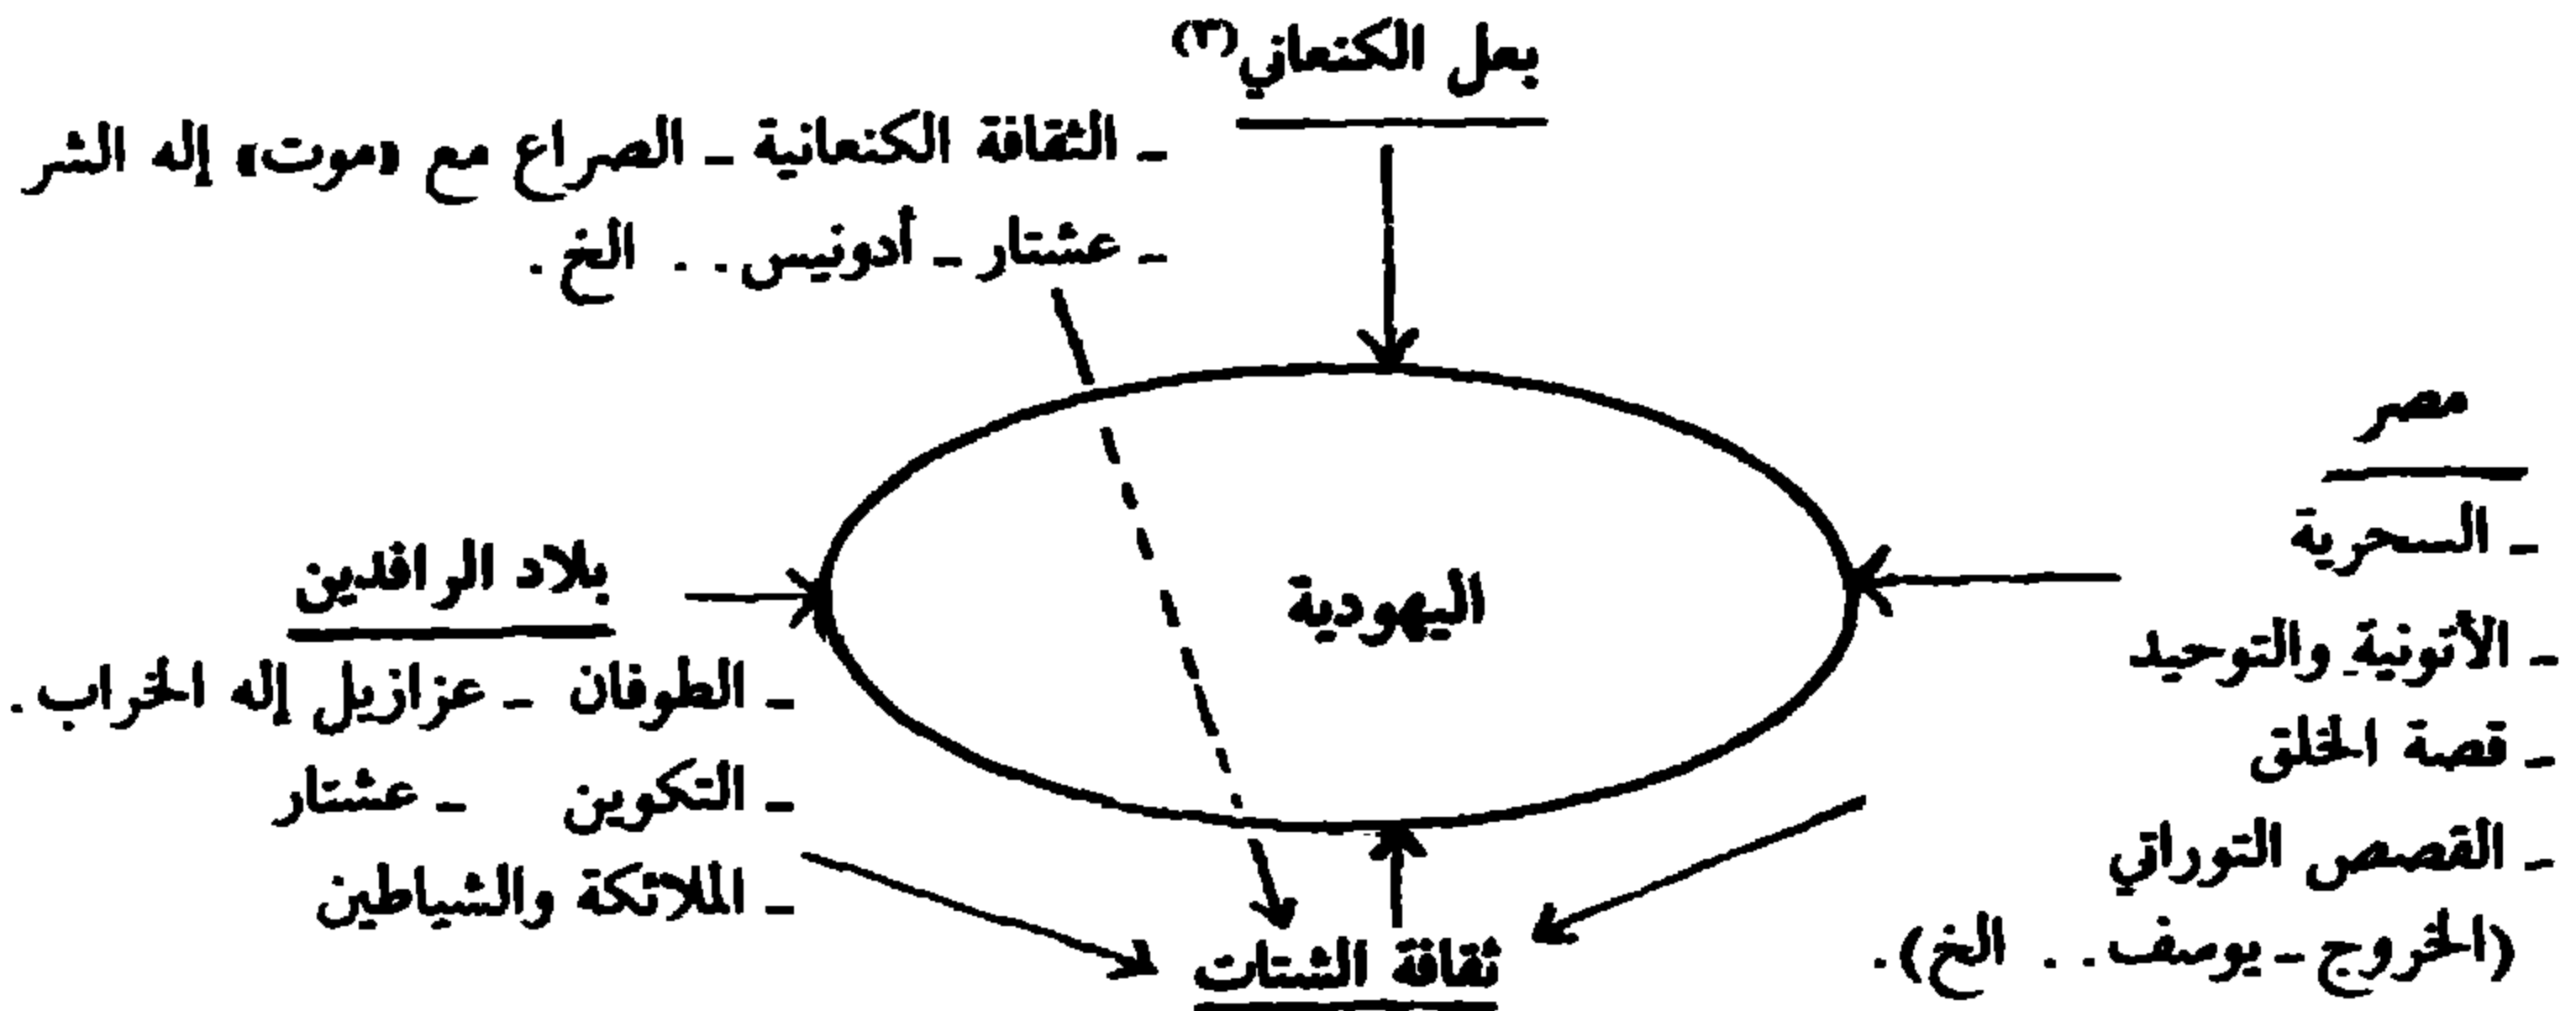 بعل الكنعاني(٣)
ـ الثقافة الكنعانية ـ الصراع مع «موت» إله الشر
ـ عشتار ـ أدونيس . . الخ .
مصر
ـ السحرية
ـ الأتونية والتوحيد
ـ قصة الخلق
ـ القصص التوراتي
(الخروج ـ يوسف . . الخ) .
اليهودية
بلاد الرافدين
ـ الطوفان ـ عزازيل إله الخراب .
ـ التكوين ـ عشتار
ـ الملائكة والشياطين
ثقافة الشتات